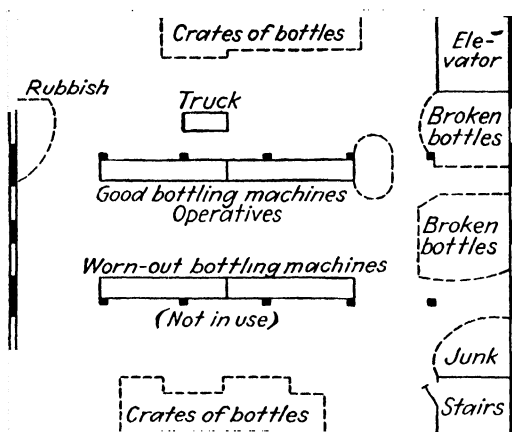 Crates of bottles
Ele-
vator
Rubbish
Truck
Broken
bottles
Good bottling machines
Operatives
Broken
bottles
Worn-out bottling machines
(Not in use)
Junk
Crates of bottles
Stairs